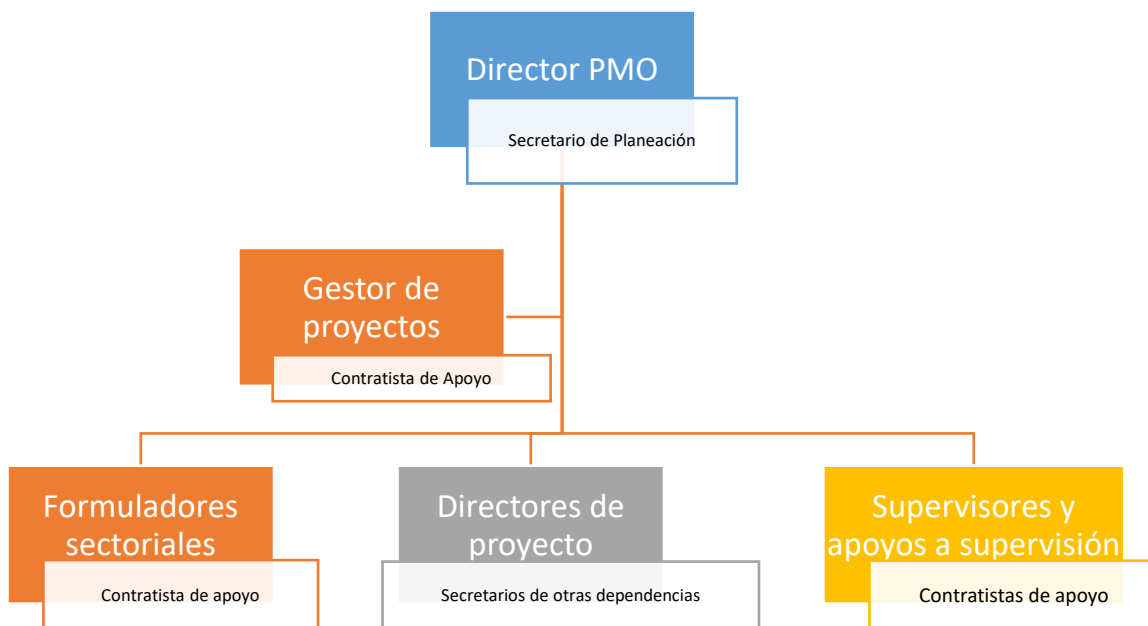 Director PMO
Secretario de Planeación
Gestor de
proyectos
Contratista de Apoyo
Formuladores
sectoriales
Contratista de apoyo
Directores de
proyecto
Secretarios de otras dependencias
Supervisores y
apoyos a supervisión
Contratistas de apoyo